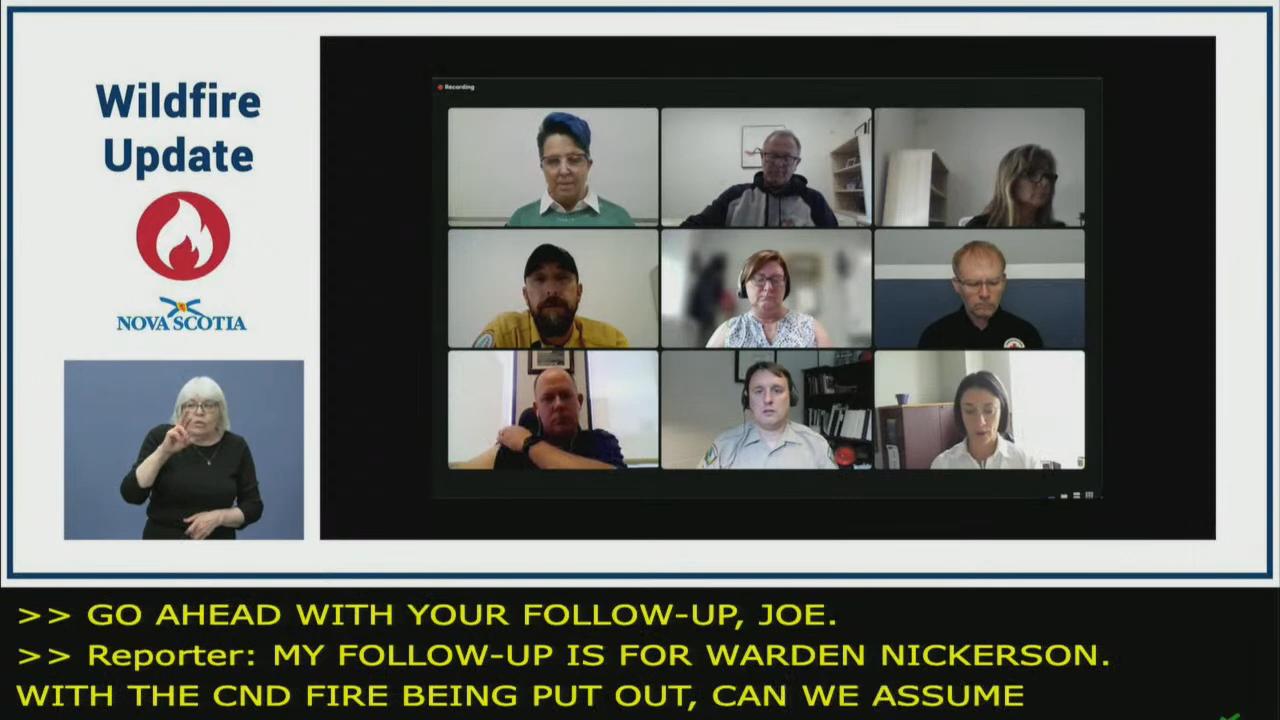 Wildfire
Update
NOVA SCOTIA
Recording
>> GO AHEAD WITH YOUR FOLLOW-UP, JOE.
>> Reporter: MY FOLLOW-UP IS FOR WARDEN NICKERSON.
WITH THE CND FIRE BEING PUT OUT, CAN WE ASSUME